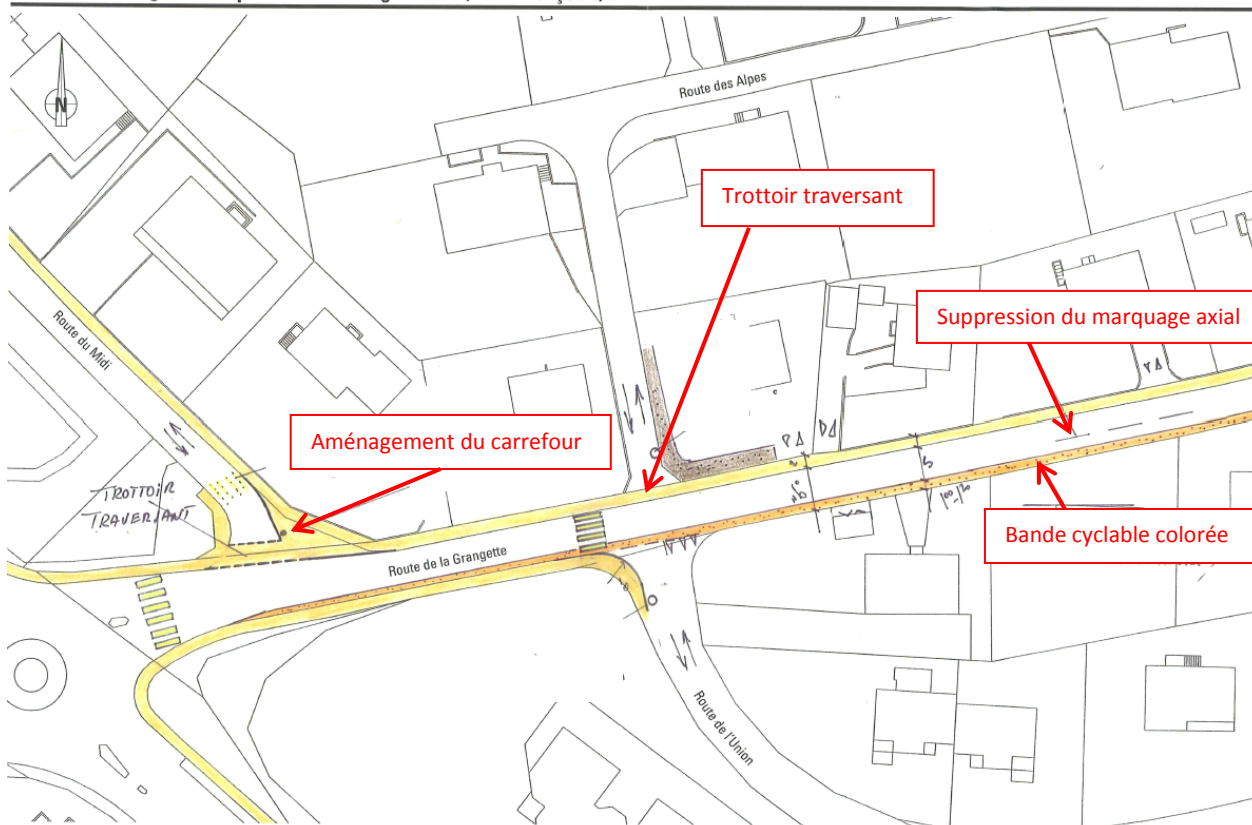 N
Route des Alpes
Trottoir traversant
Suppression du marquage axial
Route du Midi
Aménagement du carrefour
TROTTOIR
TRAVERSANT
Bande cyclable colorée
Route de la Grangette
Route de l'Union